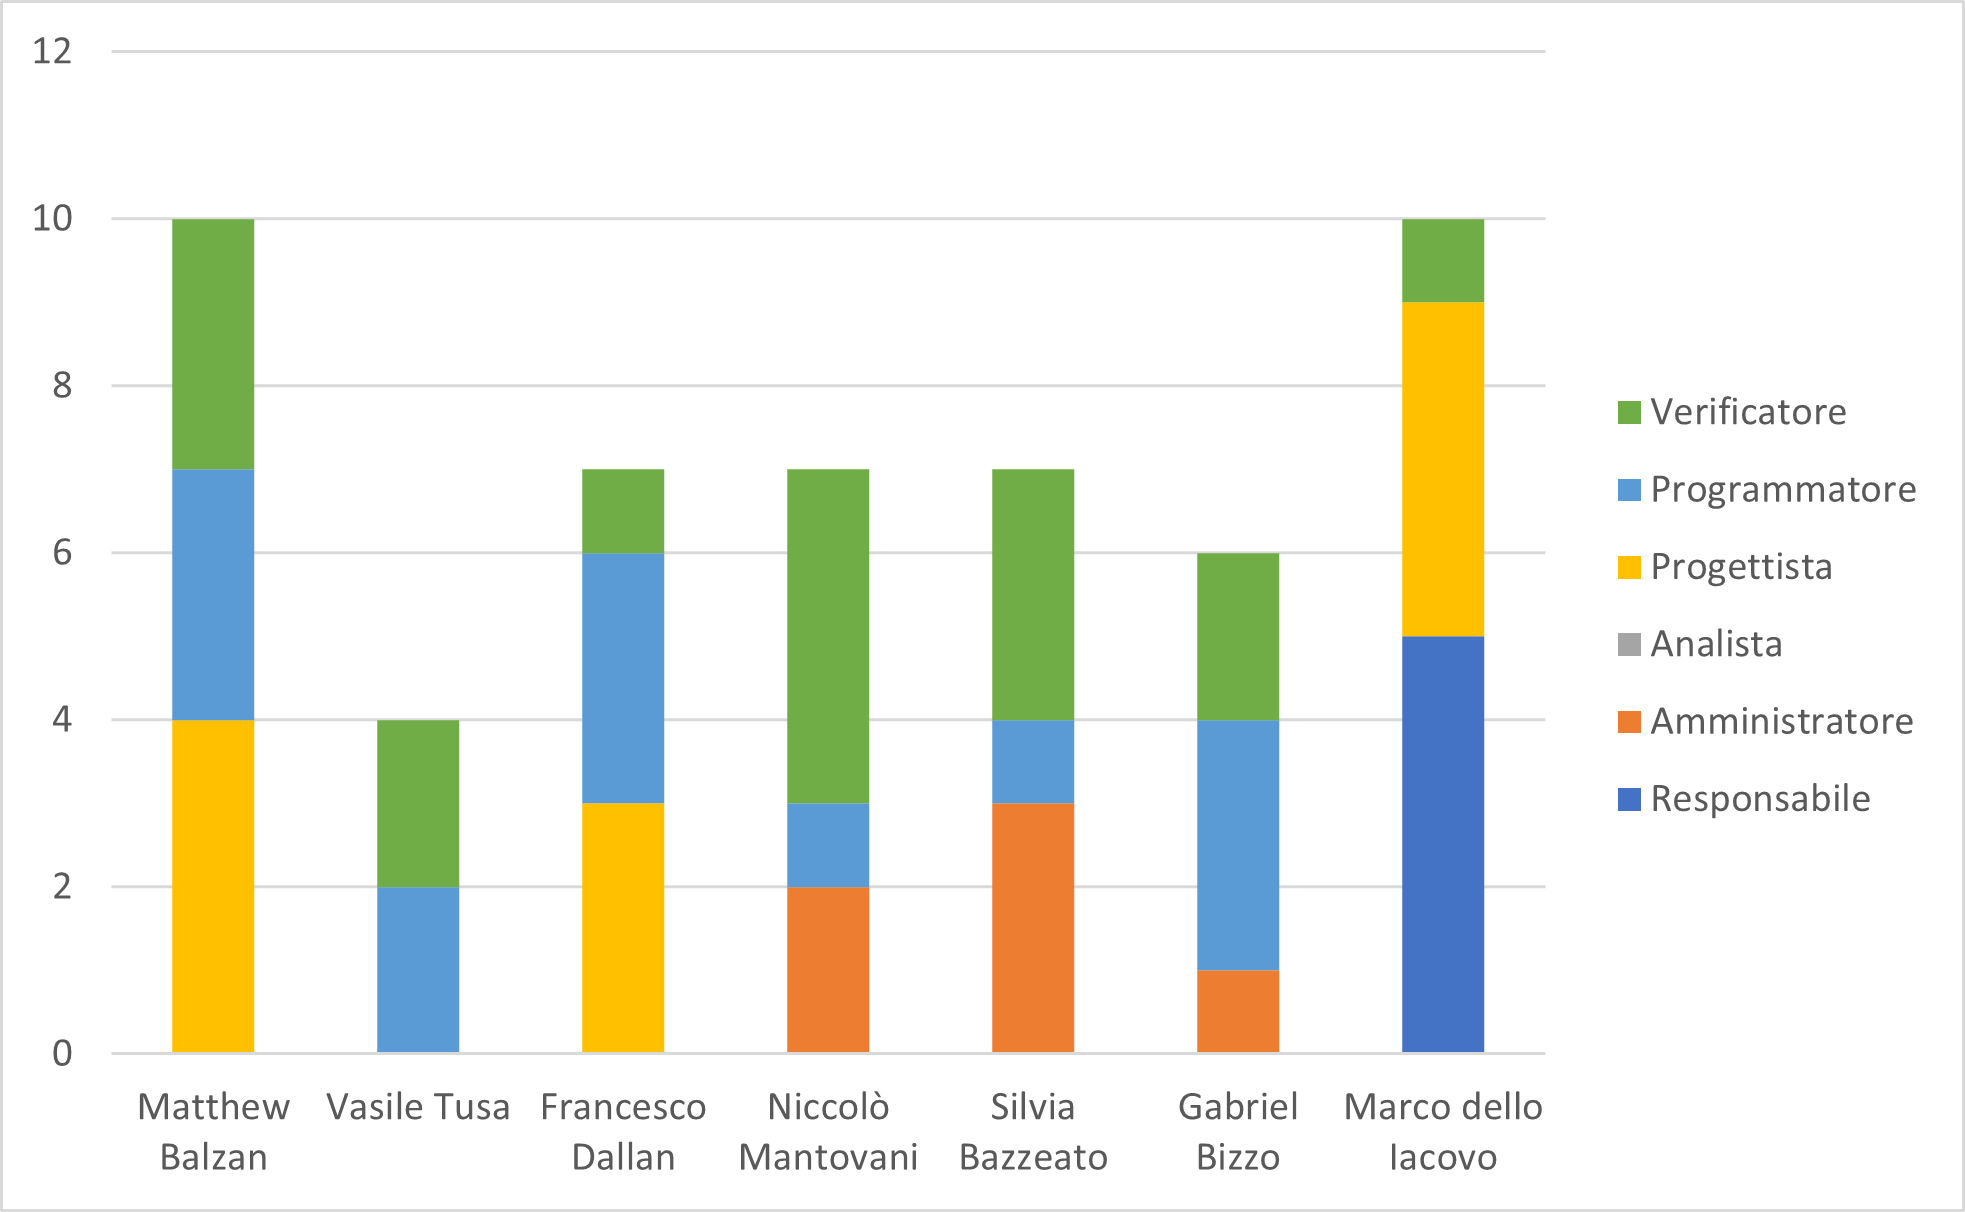 12
10
8
6
4
2
0
Matthew
Balzan
Vasile Tusa
Francesco
Dallan
Niccolò
Mantovani
Silvia
Bazzeato
Gabriel
Bizzo
Marco dello
Iacovo
Verificatore
Programmatore
Progettista
Analista
Amministratore
Responsabile